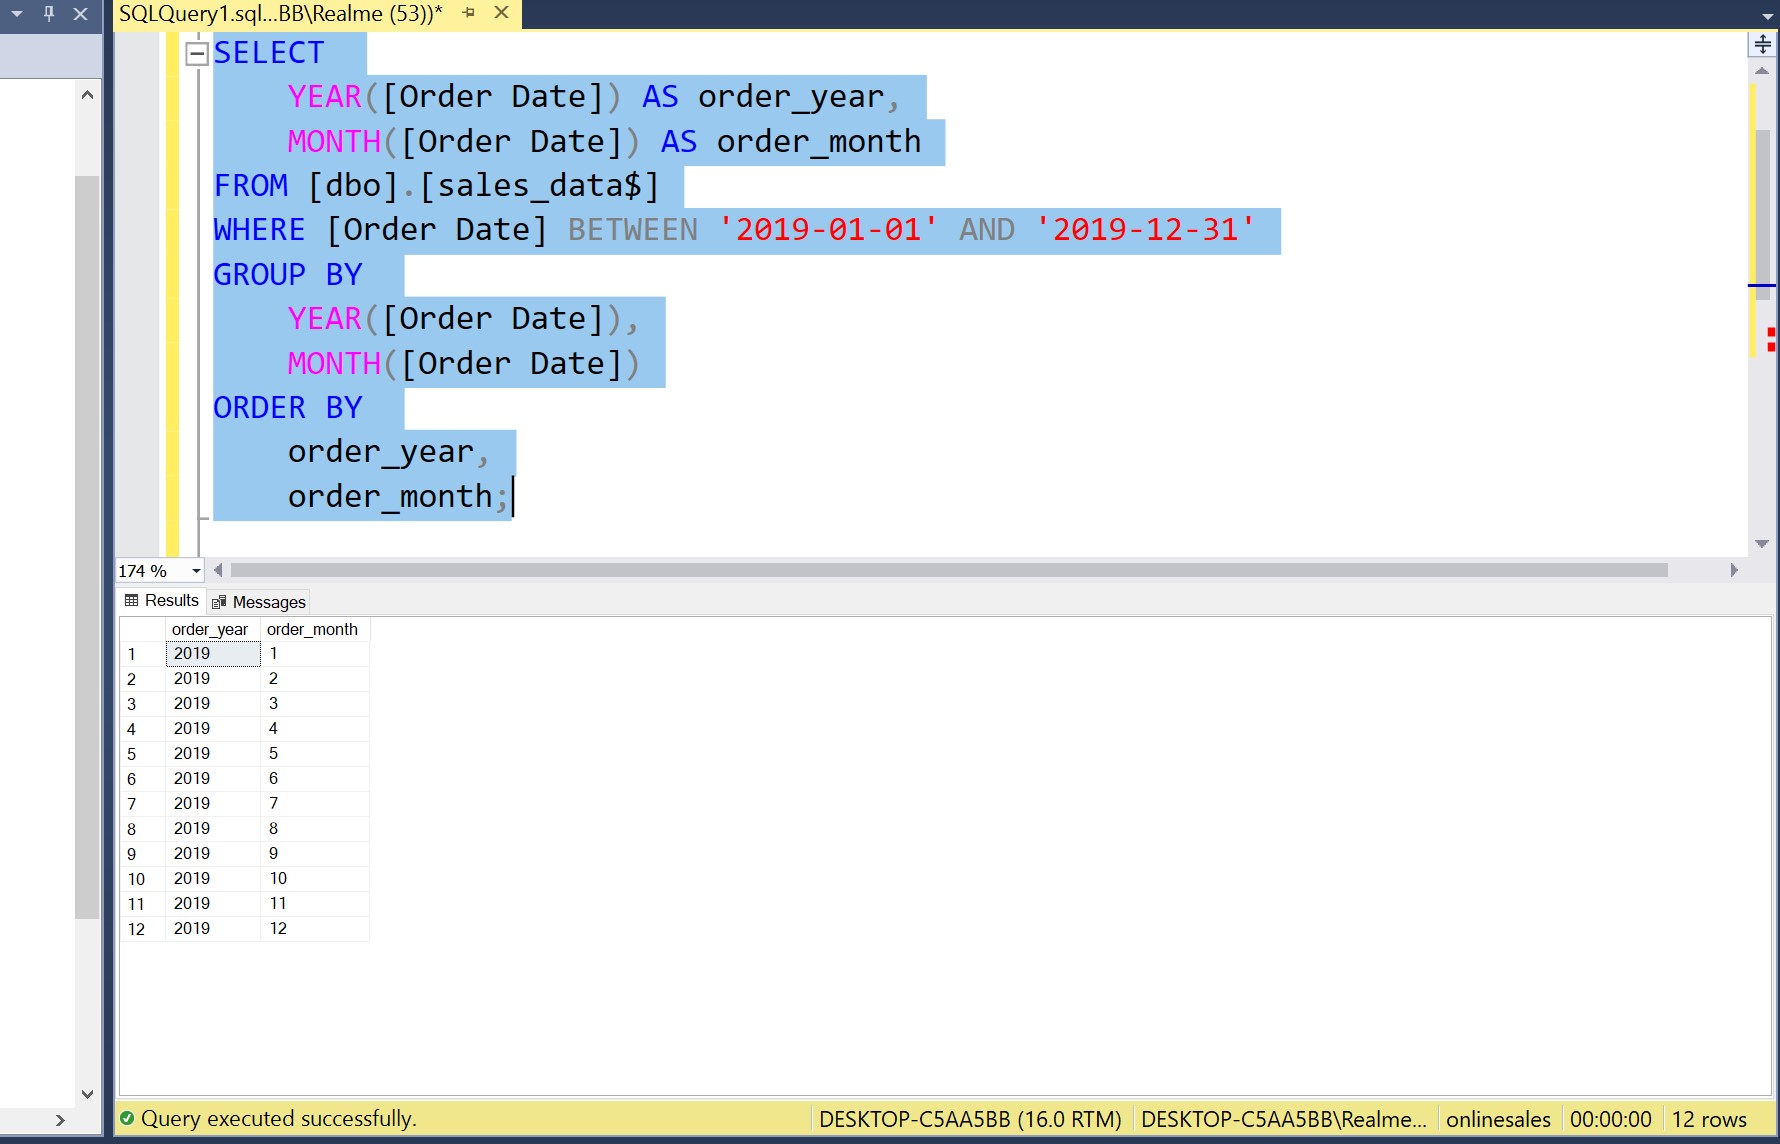 SQLQuery1.sql...BB\Realme (53))*
SELECT
YEAR([Order Date]) AS order_year,
MONTH([Order Date]) AS order_month
FROM [dbo].[sales_data$]
WHERE [Order Date] BETWEEN '2019-01-01' AND '2019-12-31'
GROUP BY
YEAR([Order Date]),
MONTH([Order Date])
ORDER BY
order_year,
order_month;
174 %
Results Messages
order_year order_month
1 2019 1
2 2019 2
3 2019 3
4 2019 4
5 2019 5
6 2019 6
7 2019 7
8 2019 8
9 2019 9
10 2019 10
11 2019 11
12 2019 12
Query executed successfully. DESKTOP-C5AA5BB (16.0 RTM) DESKTOP-C5AA5BB\Realme... onlinesales 00:00:00 12 rows